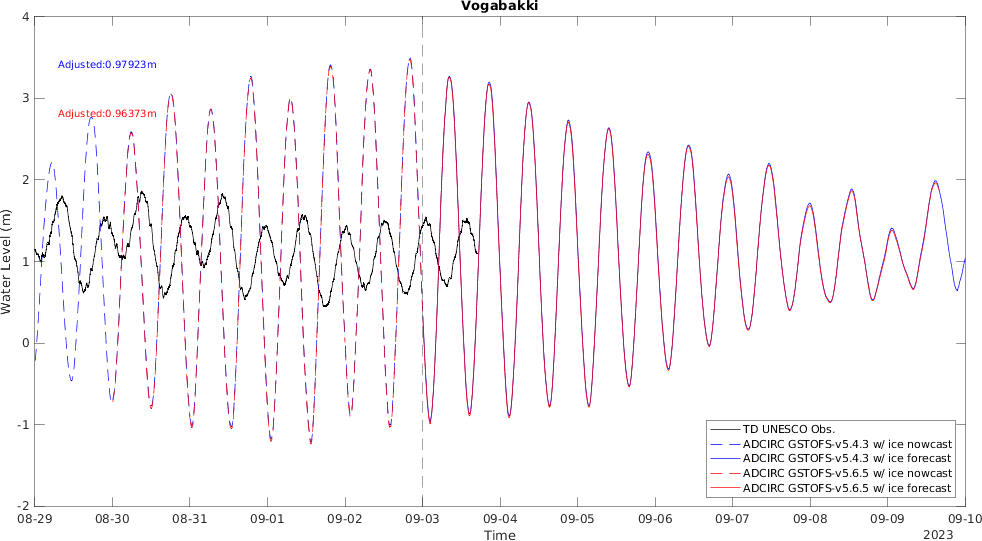 Vogabakki
4
3
2
1
0
-1
-2
Water Level (m)
Adjusted:0.97923m
Adjusted:0.96373m
TD UNESCO Obs.
ADCIRC GSTOFS-v5.4.3 w/ ice nowcast
ADCIRC GSTOFS-v5.4.3 w/ ice forecast
ADCIRC GSTOFS-v5.6.5 w/ ice nowcast
ADCIRC GSTOFS-v5.6.5 w/ ice forecast
08-29 08-30 08-31 09-01 09-02 09-03 09-04 09-05 09-06 09-07 09-08 09-09 09-10
Time
2023